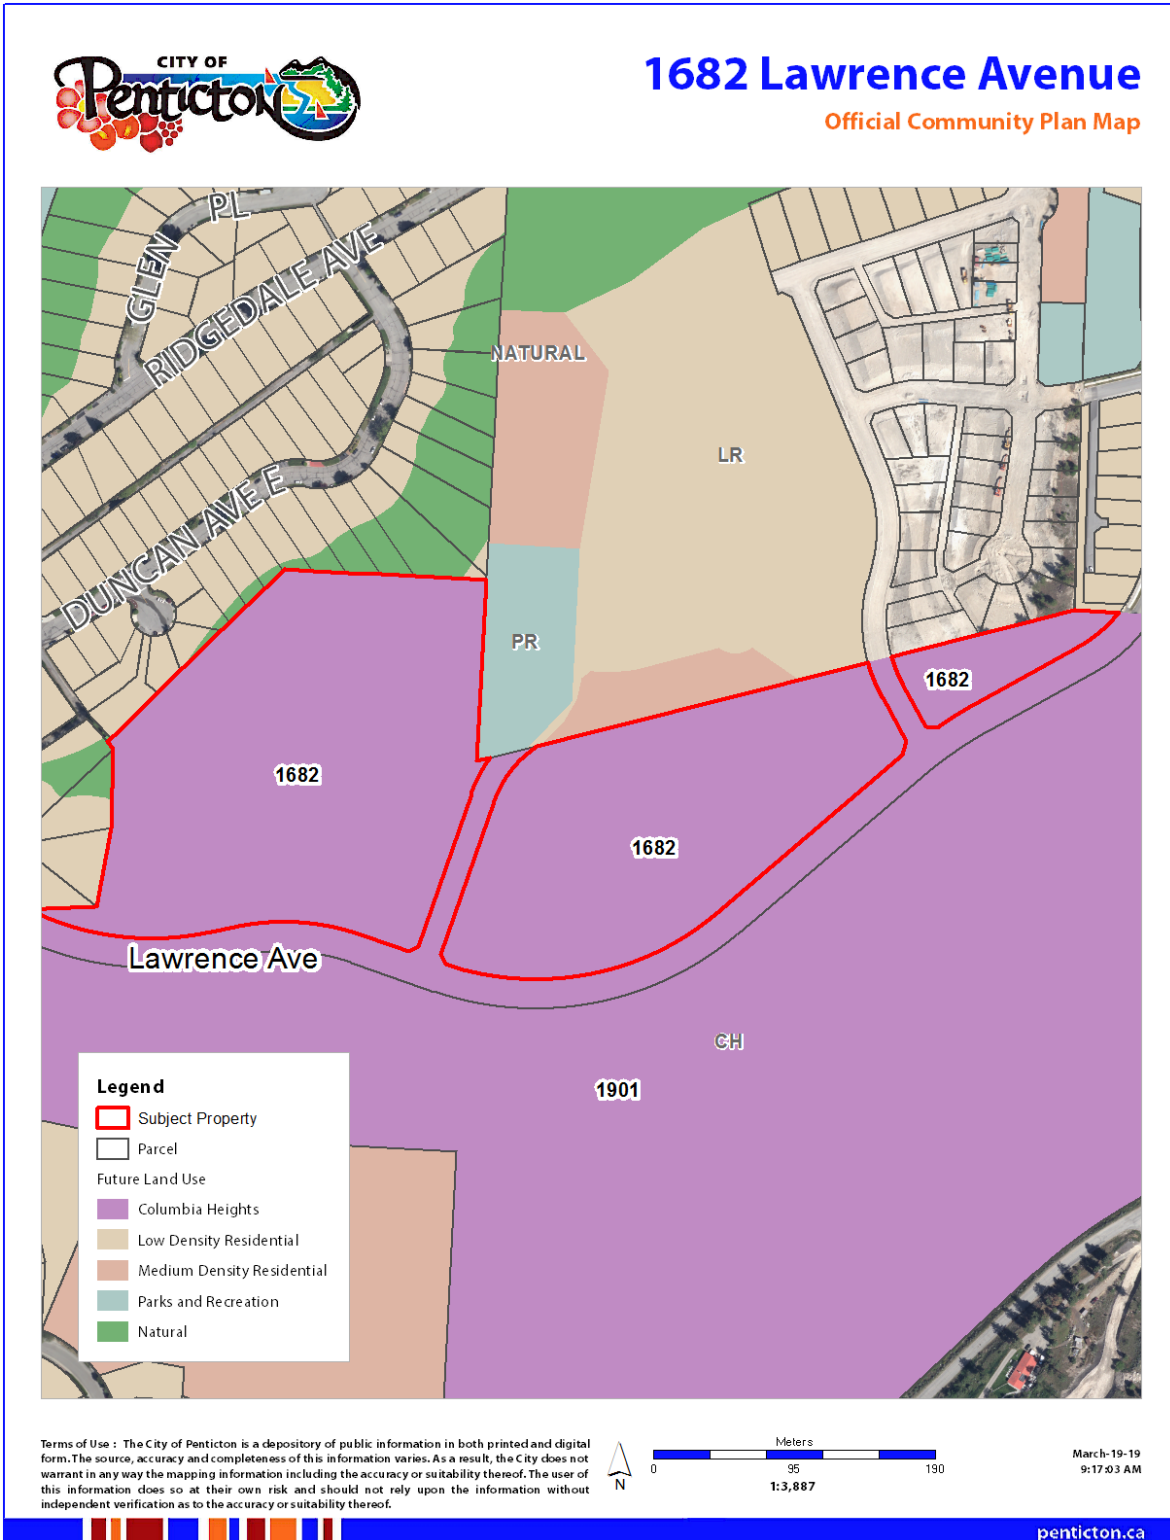 CITY OF
Penticton
1682 Lawrence Avenue
Official Community Plan Map
GLEN PL
RIDGEDALE AVE
NATURAL
LR
DUNCAN AVE E
PR
1682
1682
1682
Lawrence Ave
CH
1901
Legend
Subject Property
Parcel
Future Land Use
Columbia Heights
Low Density Residential
Medium Density Residential
Parks and Recreation
Natural
Terms of Use : The City of Penticton is a depository of public information in both printed and digital
form. The source, accuracy and completeness of this information varies. As a result, the City does not
warrant in any way the mapping information including the accuracy or suitability thereof. The user of
this information does so at their own risk and should not rely upon the information without
independent verification as to the accuracy or suitability thereof.
N
Meters
0 95 190
1:3,887
March-19-19
9:17:03 AM
penticton.ca